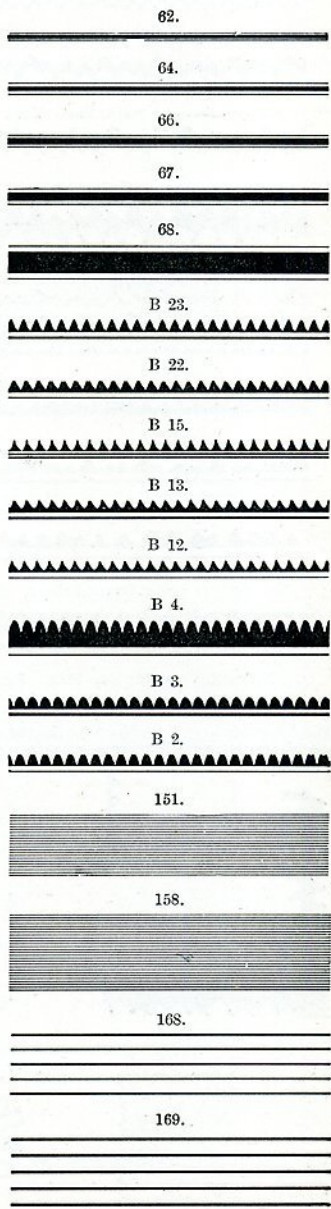 62.
64.
66.
67.
68.
B 23.
B 22.
B 15.
B 13.
B 12.
B 4.
B 3.
B 2.
151.
158.
168.
169.